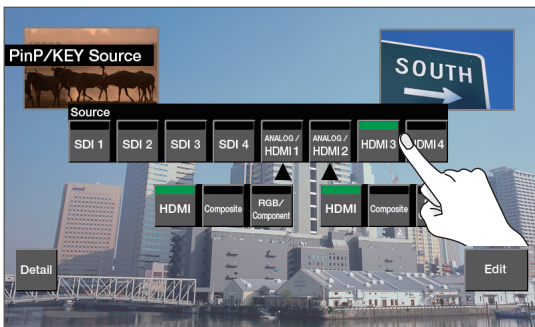 PinP/KEY Source
SOUTH
Source
SDI 1
SDI 2
SDI 3
SDI 4
ANALOG /
HDMI 1
ANALOG /
HDMI 2
HDMI 3
HDMI 4
HDMI
Composite
RGB/
Component
HDMI
Composite
Detail
Edit